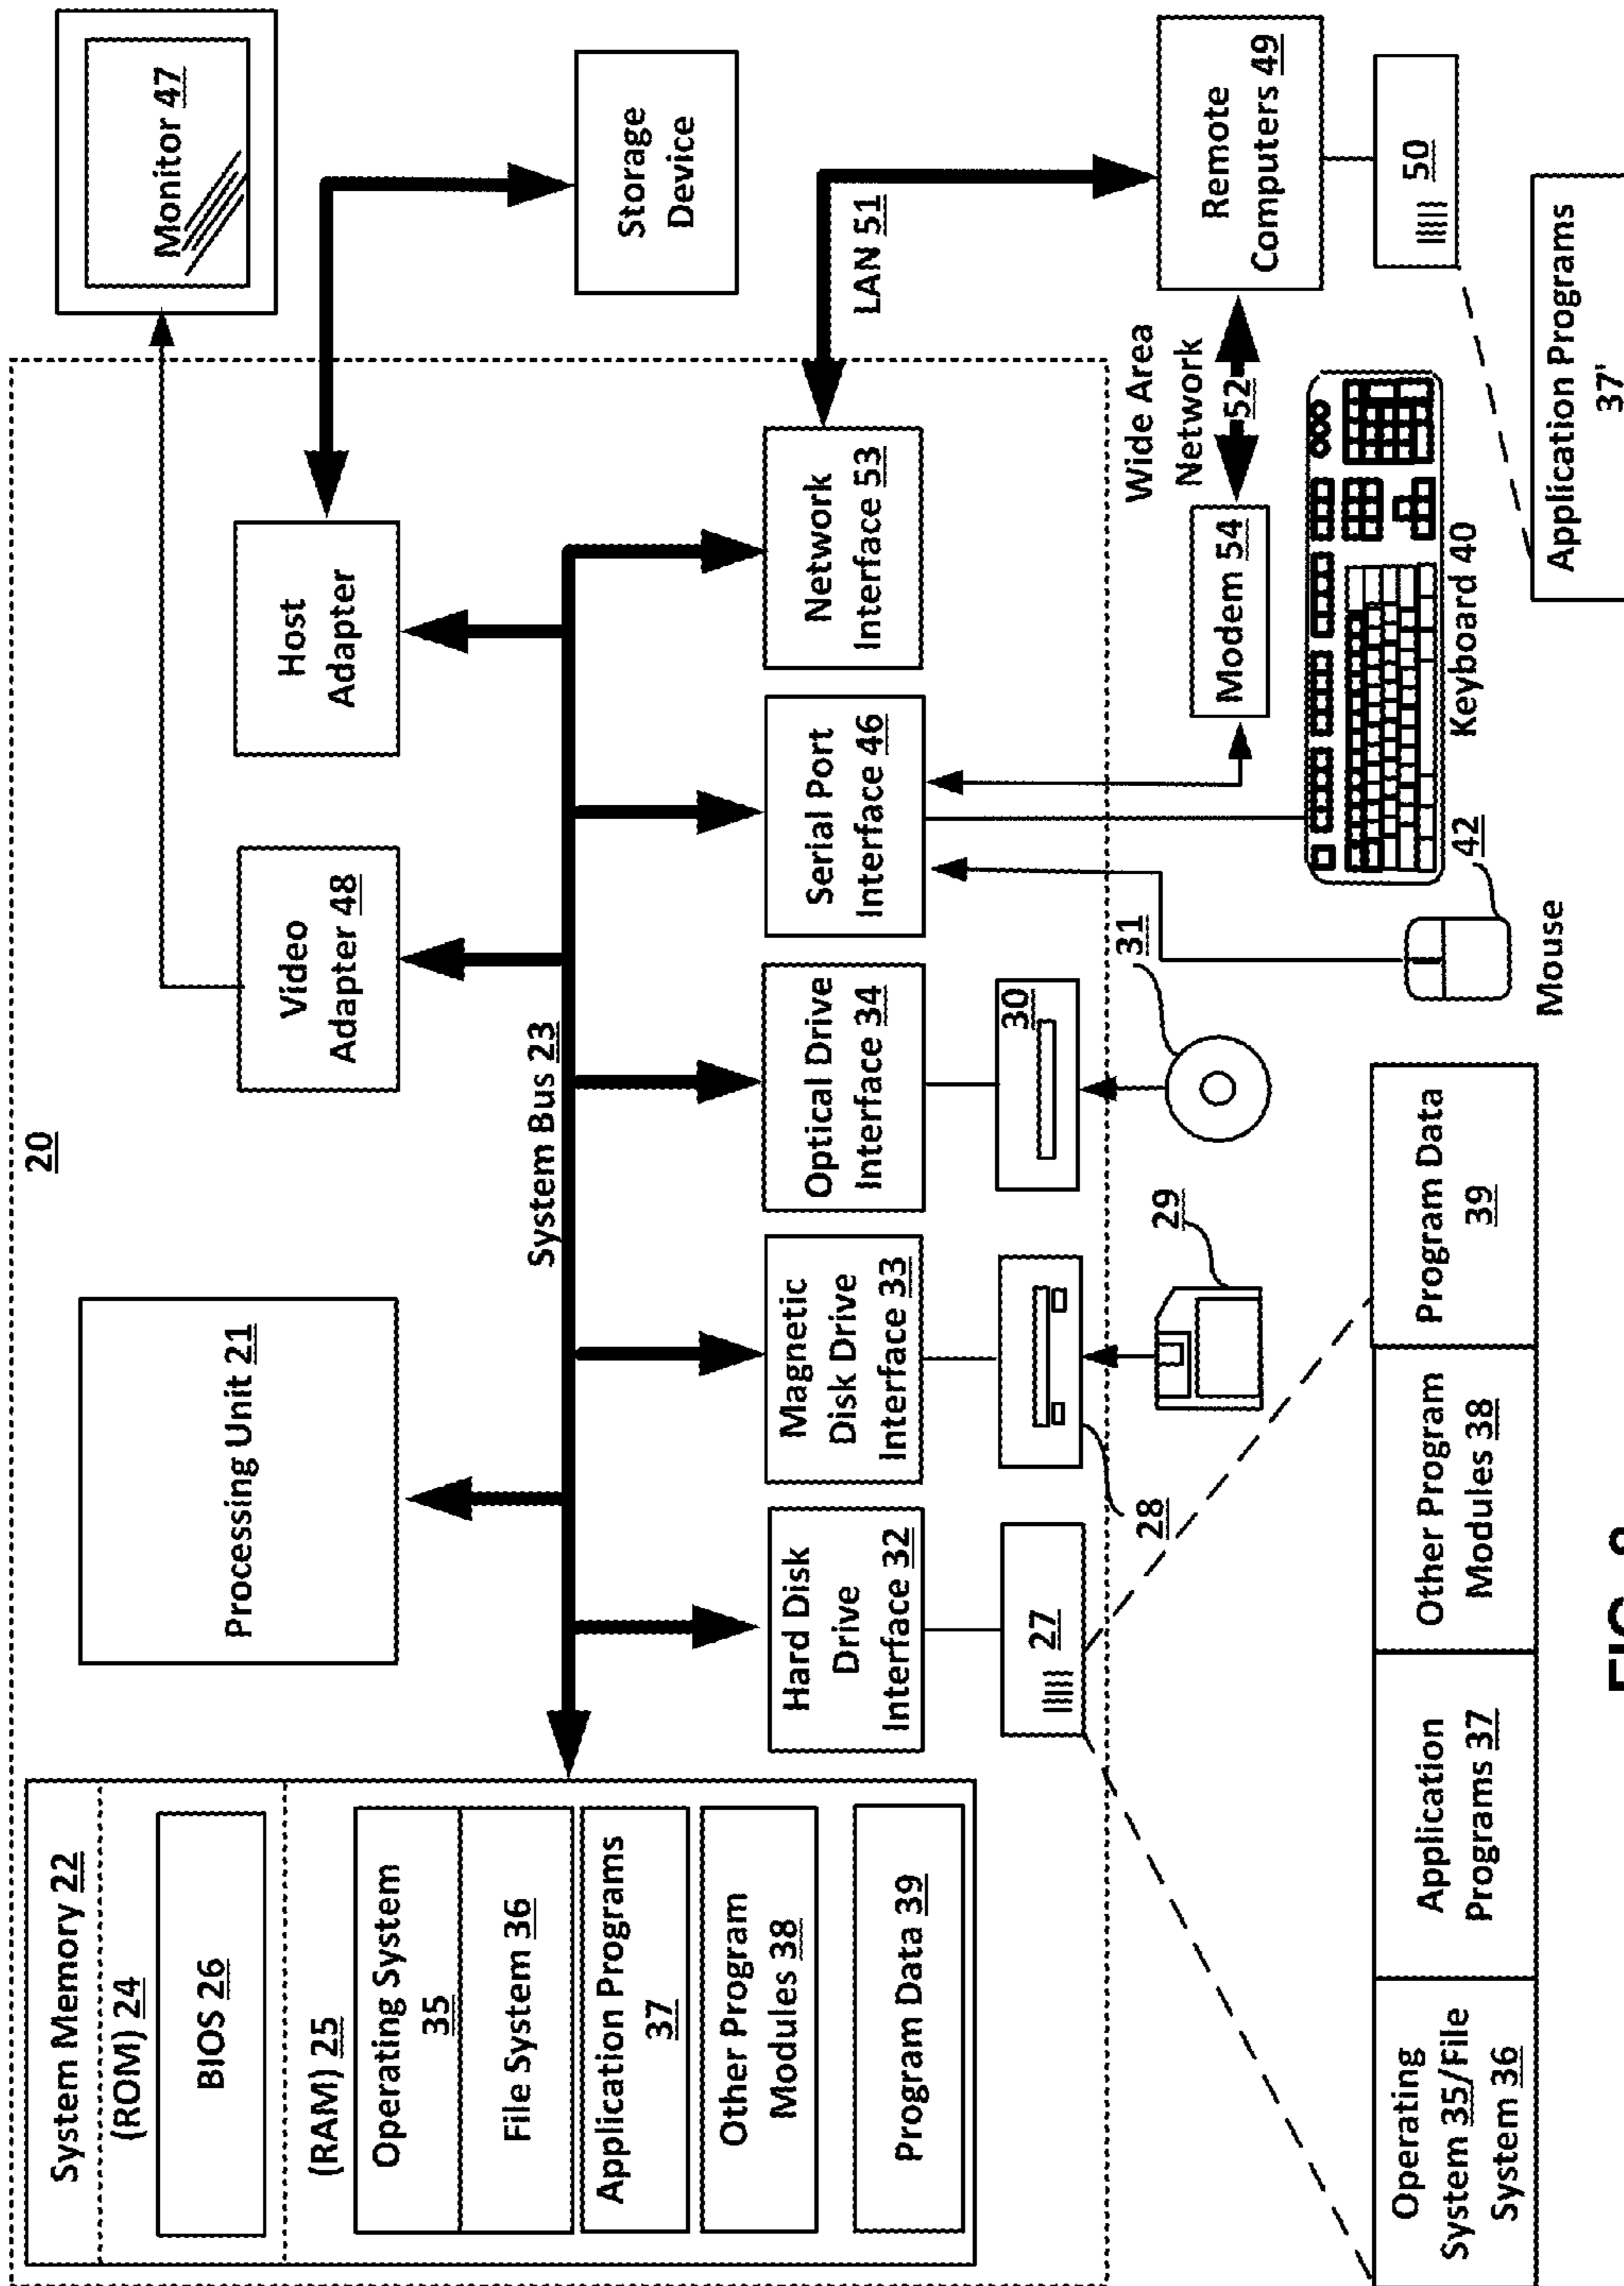 20
System Memory 22
(ROM) 24
BIOS 26
(RAM) 25
Operating System
35
File System 36
Application Programs
37
Other Program
Modules 38
Program Data 39
Processing Unit 21
Video
Adapter 48
Host
Adapter
Monitor 47
Storage
Device
System Bus 23
Hard Disk
Drive
Interface 32
Magnetic
Disk Drive
Interface 33
Optical Drive
Interface 34
Serial Port
Interface 46
Network
Interface 53
LAN 51
27
28
29
30
31
Wide Area
Network
52
Modem 54
Remote
Computers 49
50
Keyboard 40
42
Mouse
Operating
System 35/File
System 36
Application
Programs 37
Other Program
Modules 38
Program Data
39
Application Programs
37'